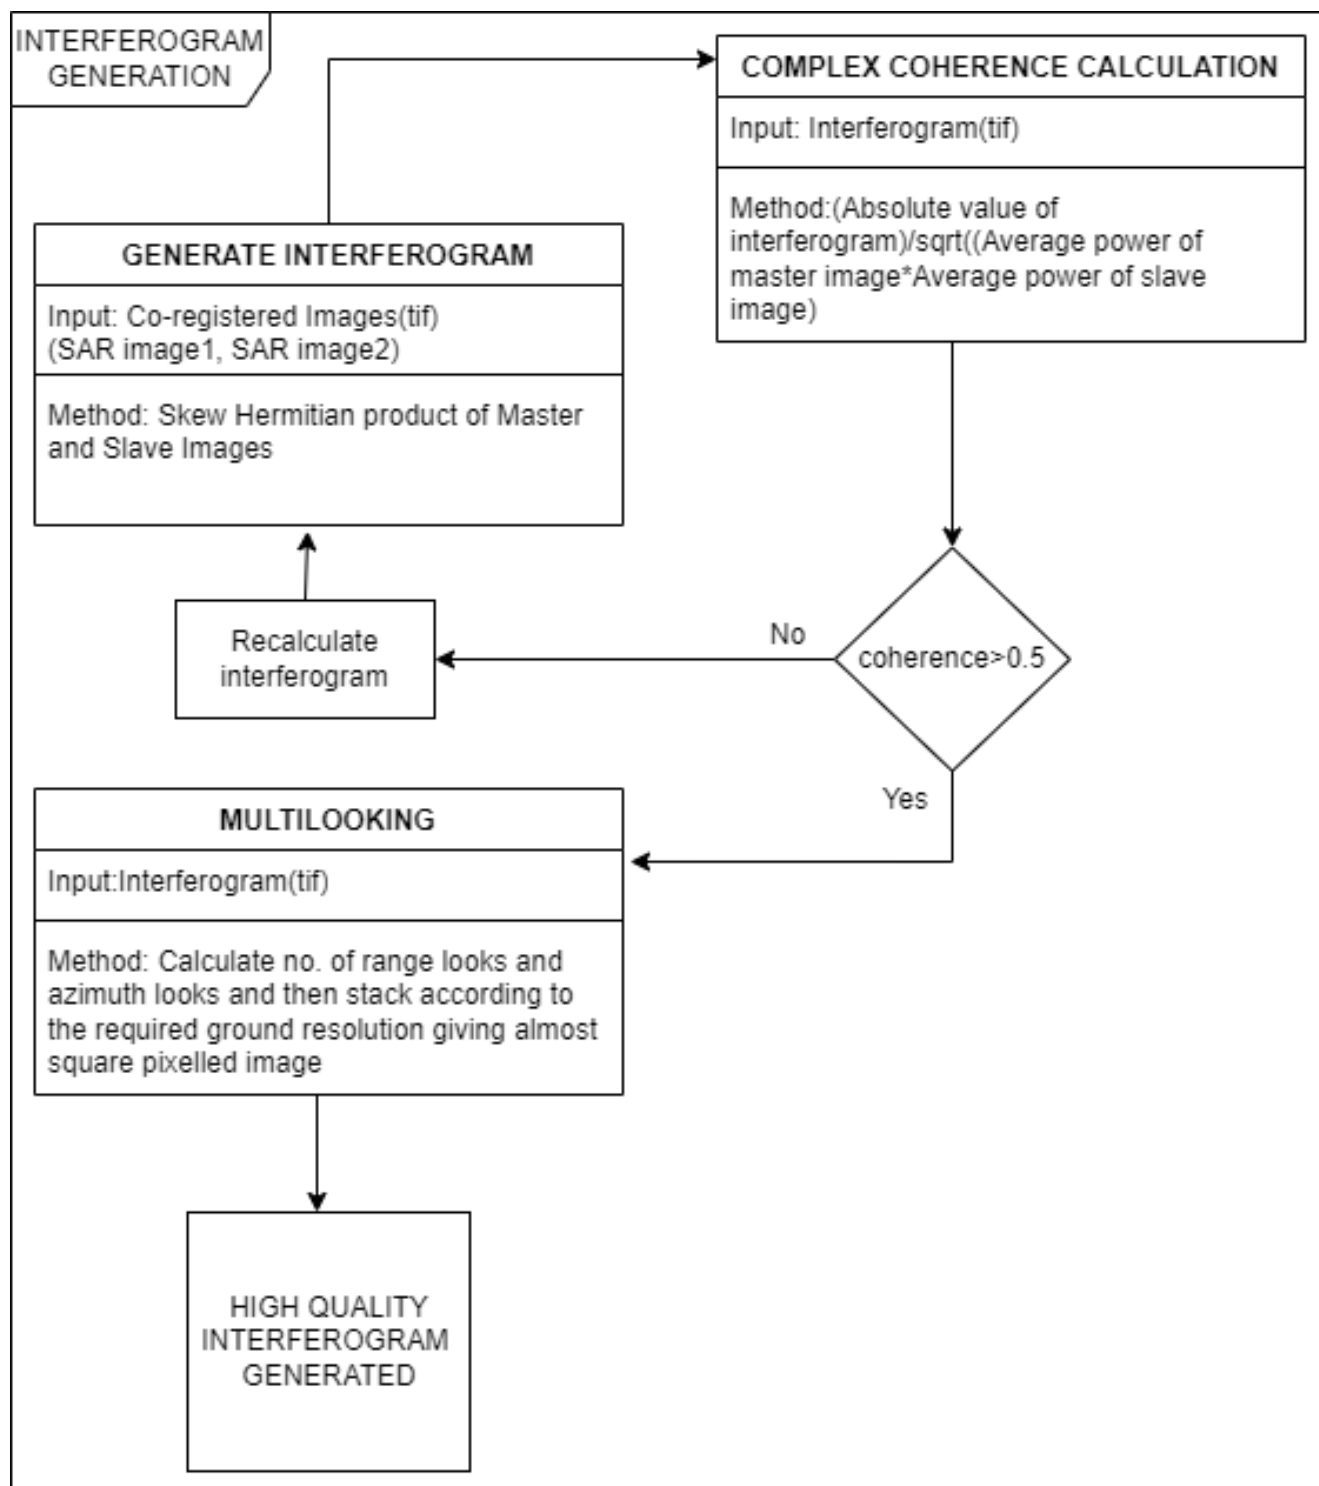 INTERFEROGRAM
GENERATION
COMPLEX COHERENCE CALCULATION
Input: Interferogram(tif)
Method:(Absolute value of
interferogram)/sqrt((Average power of
master image*Average power of slave
image)
GENERATE INTERFEROGRAM
Input: Co-registered Images(tif)
(SAR image1, SAR image2)
Method: Skew Hermitian product of Master
and Slave Images
Recalculate
interferogram
No
coherence>0.5
Yes
MULTILOOKING
Input:Interferogram(tif)
Method: Calculate no. of range looks and
azimuth looks and then stack according to
the required ground resolution giving almost
square pixelled image
HIGH QUALITY
INTERFEROGRAM
GENERATED